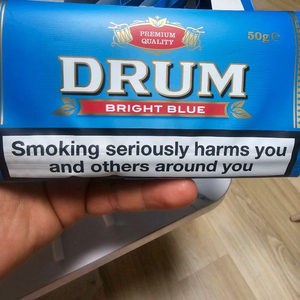 PREMIUM
QUALITY
50g℮
DRUM
BRIGHT BLUE
Smoking seriously harms you
and others around you